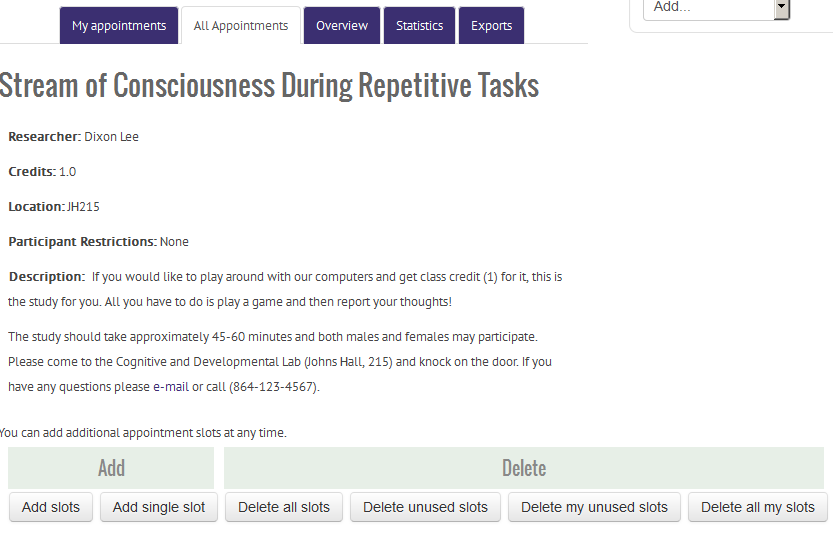 My appointments All Appointments Overview Statistics Exports
Add...
Stream of Consciousness During Repetitive Tasks
Researcher: Dixon Lee
Credits: 1.0
Location: JH215
Participant Restrictions: None
Description: If you would like to play around with our computers and get class credit (1) for it, this is
the study for you. All you have to do is play a game and then report your thoughts!
The study should take approximately 45-60 minutes and both males and females may participate.
Please come to the Cognitive and Developmental Lab (Johns Hall, 215) and knock on the door. If you
have any questions please e-mail or call (864-123-4567).
You can add additional appointment slots at any time.
Add Delete
Add slots Add single slot Delete all slots Delete unused slots Delete my unused slots Delete all my slots